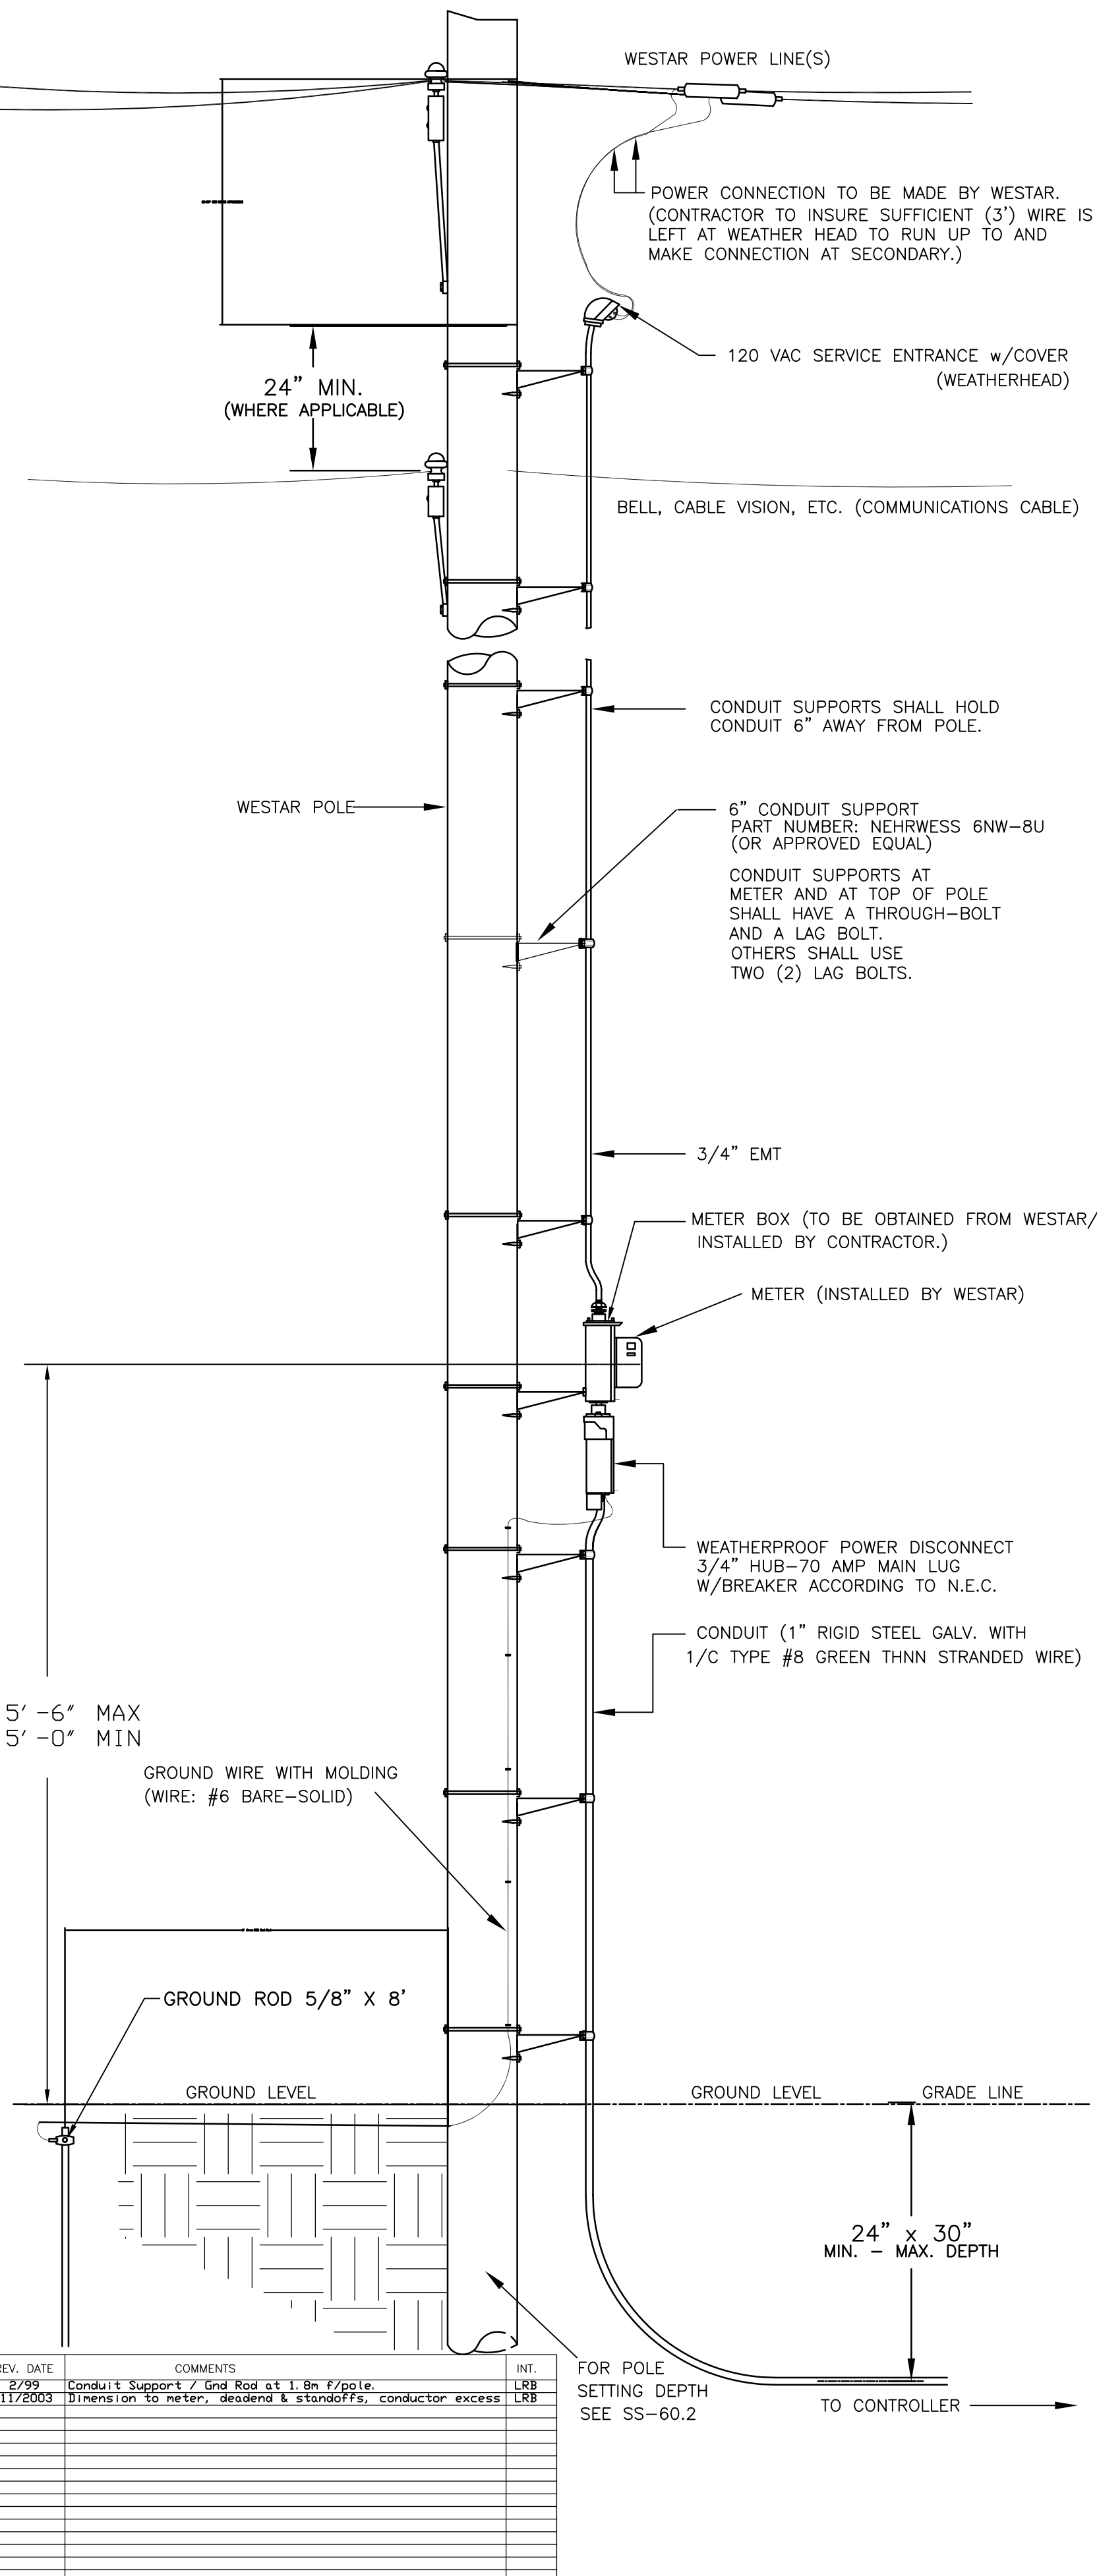 WESTAR POWER LINE(S)
POWER CONNECTION TO BE MADE BY WESTAR.
(CONTRACTOR TO INSURE SUFFICIENT (3') WIRE IS
LEFT AT WEATHER HEAD TO RUN UP TO AND
MAKE CONNECTION AT SECONDARY.)
120 VAC SERVICE ENTRANCE w/COVER
(WEATHERHEAD)
24" MIN.
(WHERE APPLICABLE)
BELL, CABLE VISION, ETC. (COMMUNICATIONS CABLE)
CONDUIT SUPPORTS SHALL HOLD
CONDUIT 6" AWAY FROM POLE.
WESTAR POLE
6" CONDUIT SUPPORT
PART NUMBER: NEHRWESS 6NW-8U
(OR APPROVED EQUAL)
CONDUIT SUPPORTS AT
METER AND AT TOP OF POLE
SHALL HAVE A THROUGH-BOLT
AND A LAG BOLT.
OTHERS SHALL USE
TWO (2) LAG BOLTS.
3/4" EMT
METER BOX (TO BE OBTAINED FROM WESTAR/
INSTALLED BY CONTRACTOR.)
METER (INSTALLED BY WESTAR)
WEATHERPROOF POWER DISCONNECT
3/4" HUB-70 AMP MAIN LUG
W/BREAKER ACCORDING TO N.E.C.
CONDUIT (1" RIGID STEEL GALV. WITH
1/C TYPE #8 GREEN THNN STRANDED WIRE)
5'-6" MAX
5'-0" MIN
GROUND WIRE WITH MOLDING
(WIRE: #6 BARE-SOLID)
GROUND ROD 5/8" X 8'
GROUND LEVEL
GROUND LEVEL
GRADE LINE
24" x 30"
MIN. - MAX. DEPTH
FOR POLE
SETTING DEPTH
SEE SS-60.2
TO CONTROLLER
REV. DATE COMMENTS INT.
2/99 Conduit Support / Gnd Rod at 1.8m f/pole. LRB
11/2003 Dimension to meter, deadend & standoffs, conductor excess LRB